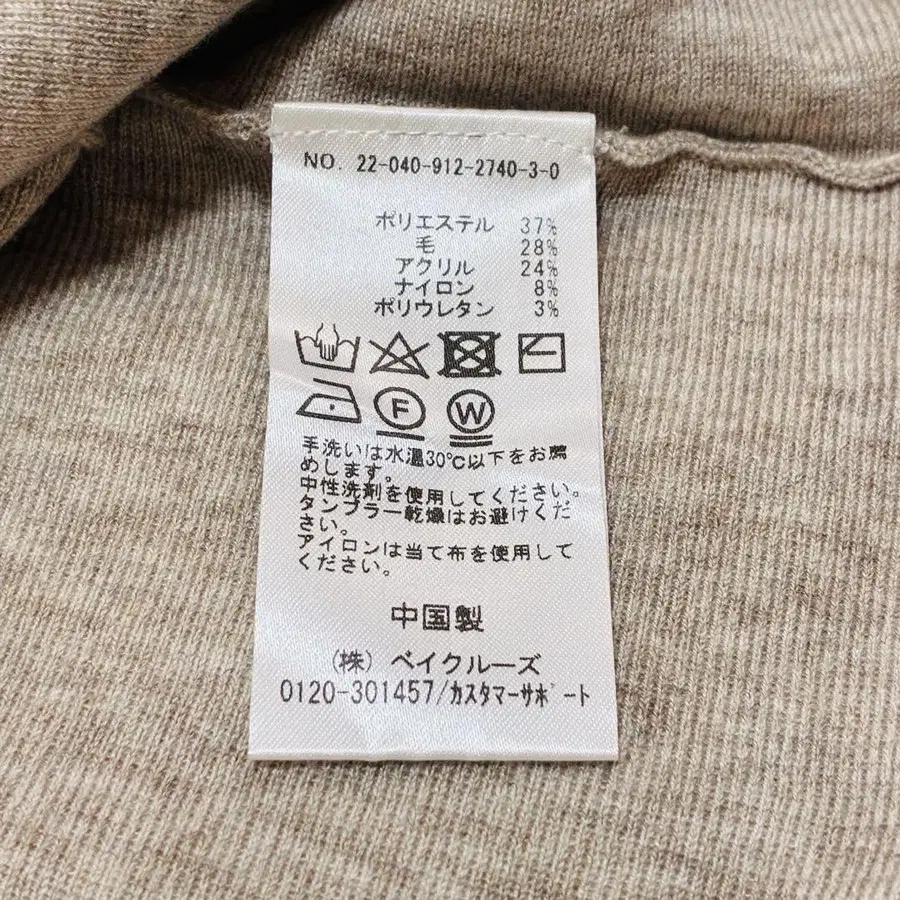 NO. 22-040-912-2740-3-0
ポリエステル 37%
毛 28%
アクリル 24%
ナイロン 8%
ポリウレタン 3%
F W
手洗いは水温30℃以下をお薦
めします。
中性洗剤を使用してください。
タンブラー乾燥はお避けくだ
さい。
アイロンは当て布を使用して
ください。
中国製
(株) ベイクルーズ
0120-301457/カスタマーサポート